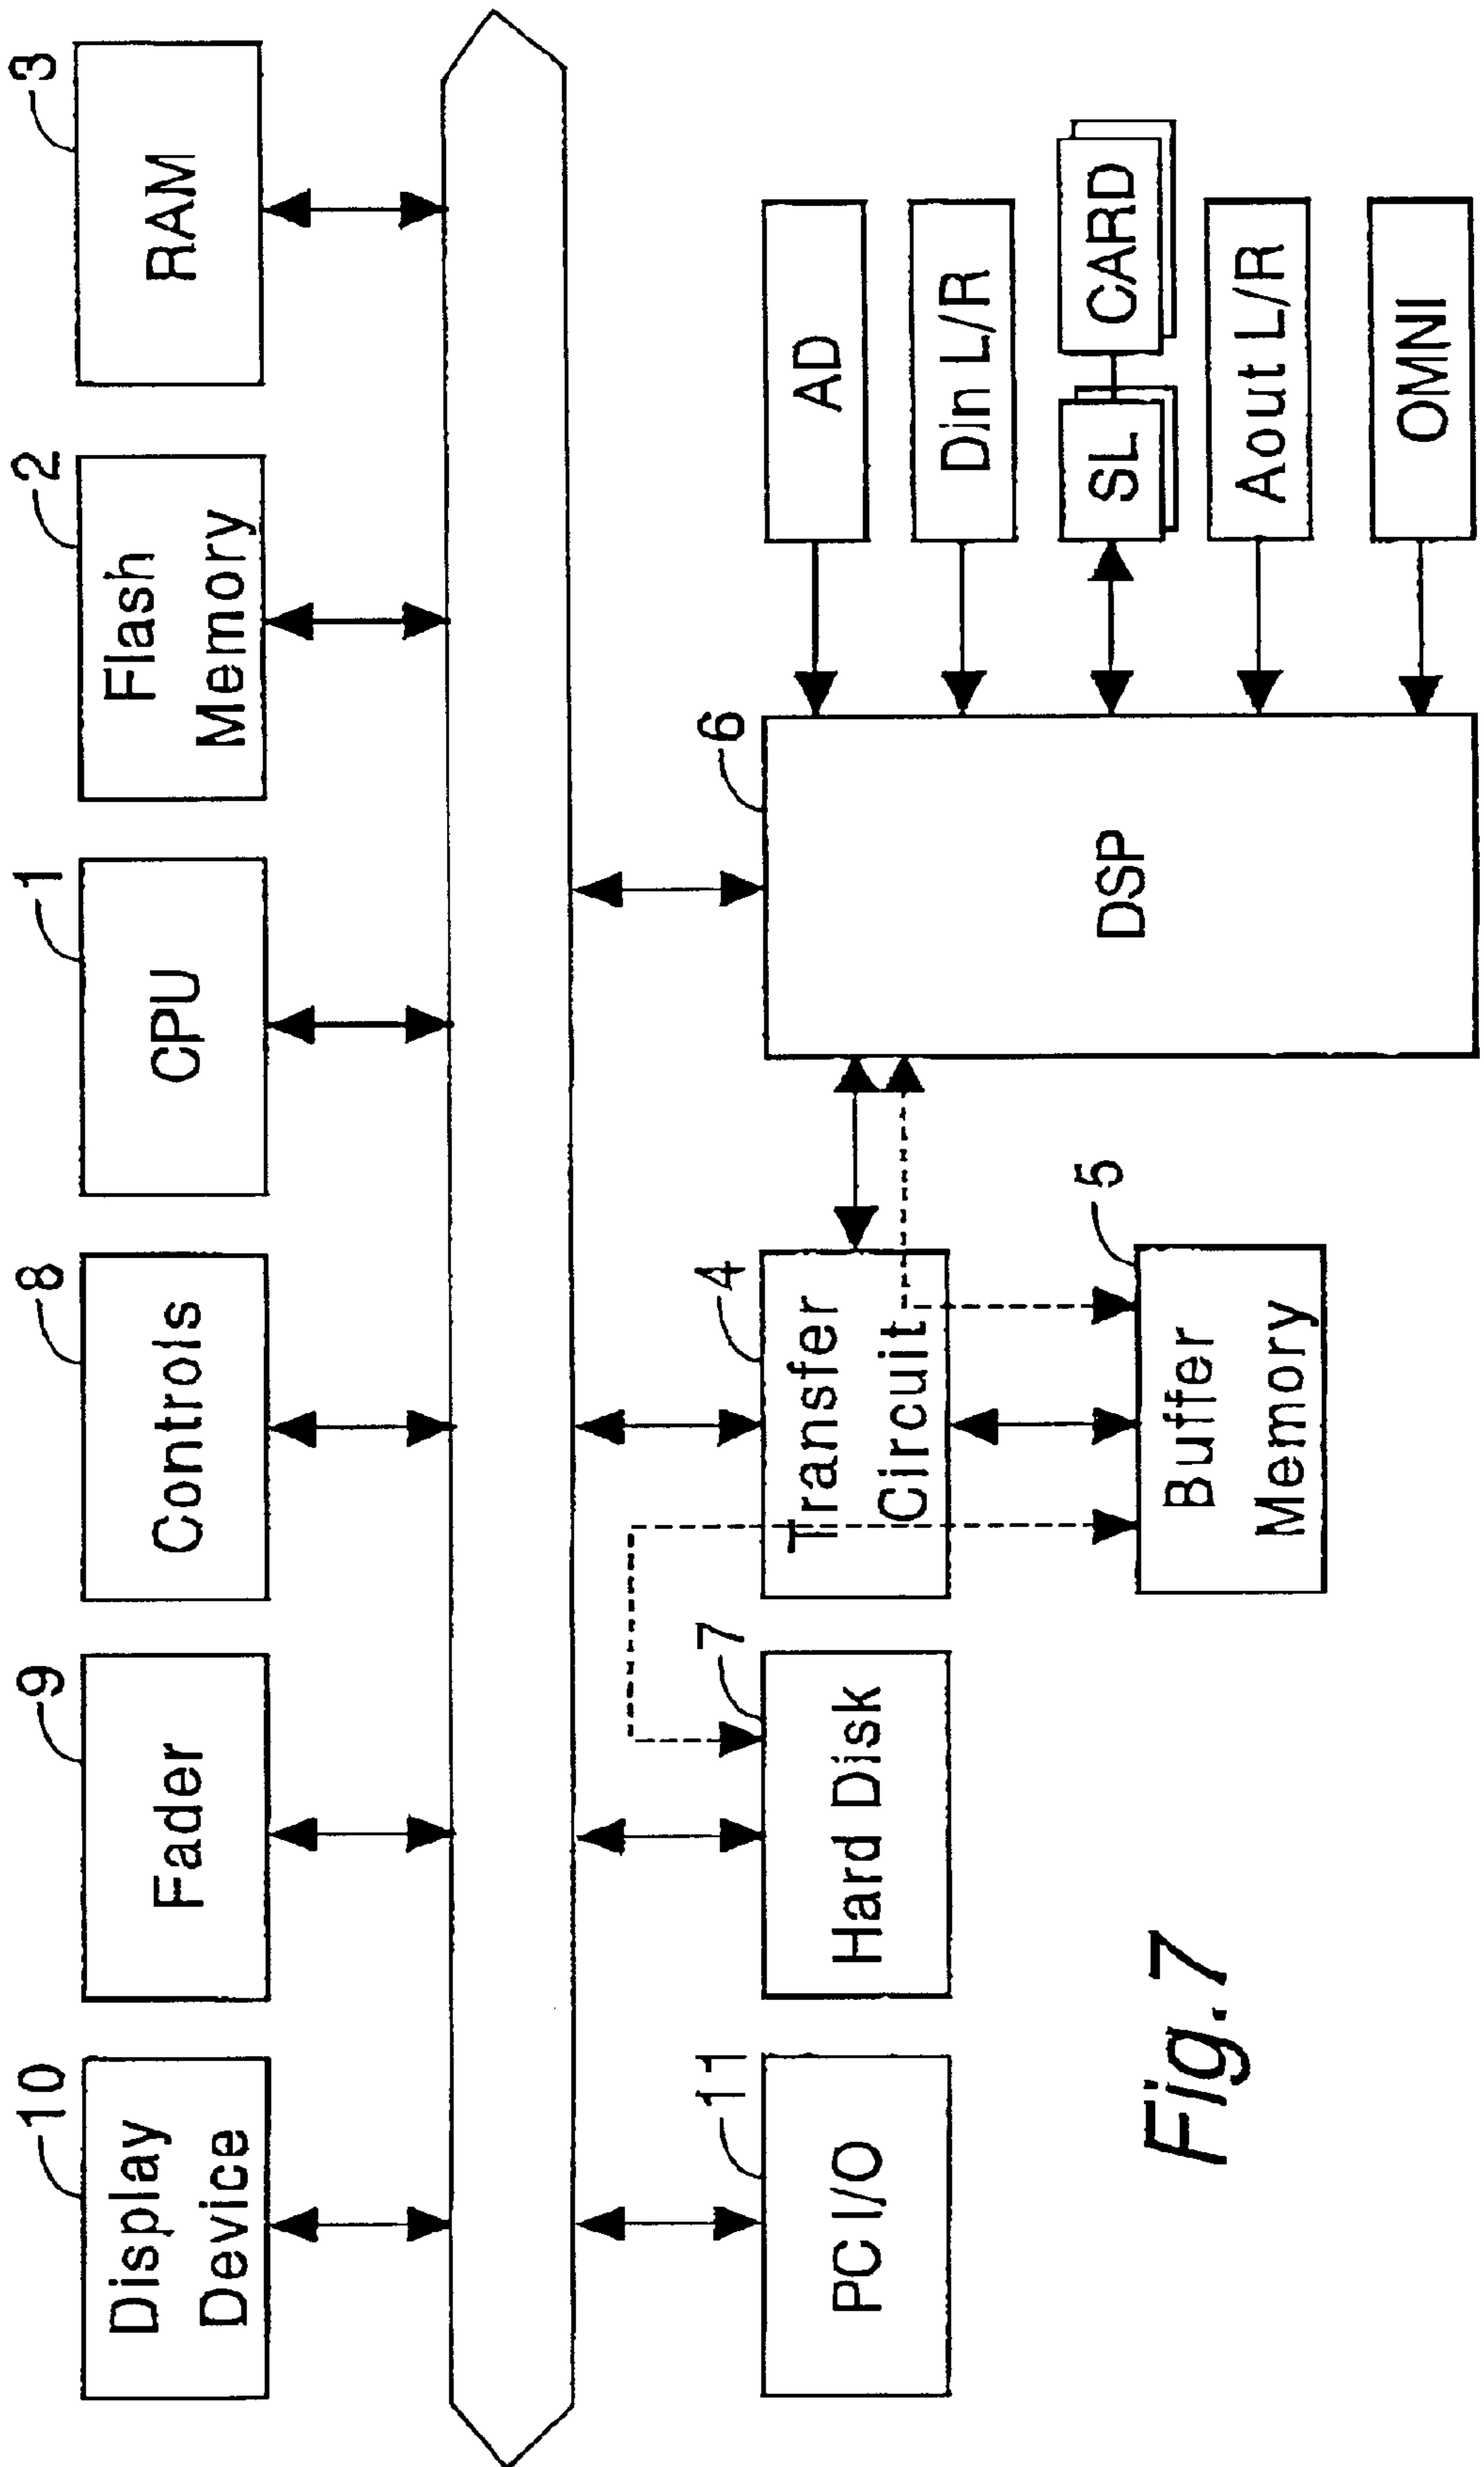 10
Display
Device
9
Fader
8
Controls
1
CPU
2
Flash
Memory
3
RAM
11
PC I/O
7
Hard Disk
4
Transfer
Circuit
5
Buffer
Memory
6
DSP
AD
Din L/R
SL
CARD
Aout L/R
OMNI
Fig.7